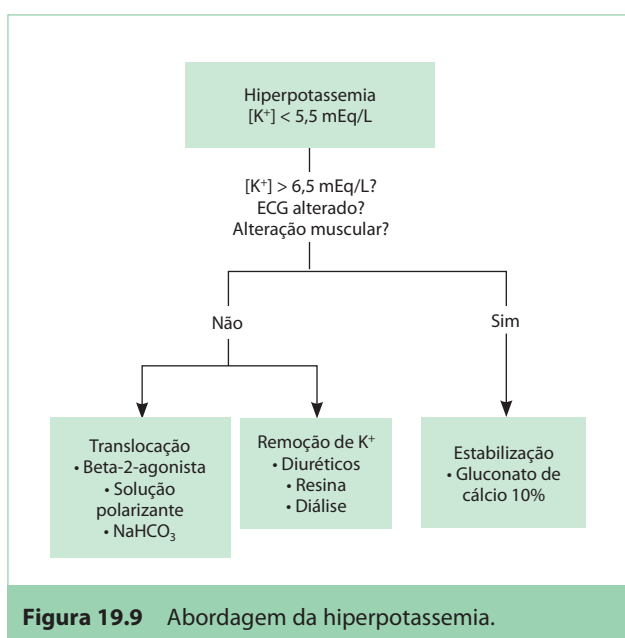 Hiperpotassemia
[K⁺] < 5,5 mEq/L
[K⁺] > 6,5 mEq/L?
ECG alterado?
Alteração muscular?
Não
Sim
Translocação
• Beta-2-agonista
• Solução
polarizante
• NaHCO₃
Remoção de K⁺
• Diuréticos
• Resina
• Diálise
Estabilização
• Gluconato de
cálcio 10%
Figura 19.9 Abordagem da hiperpotassemia.